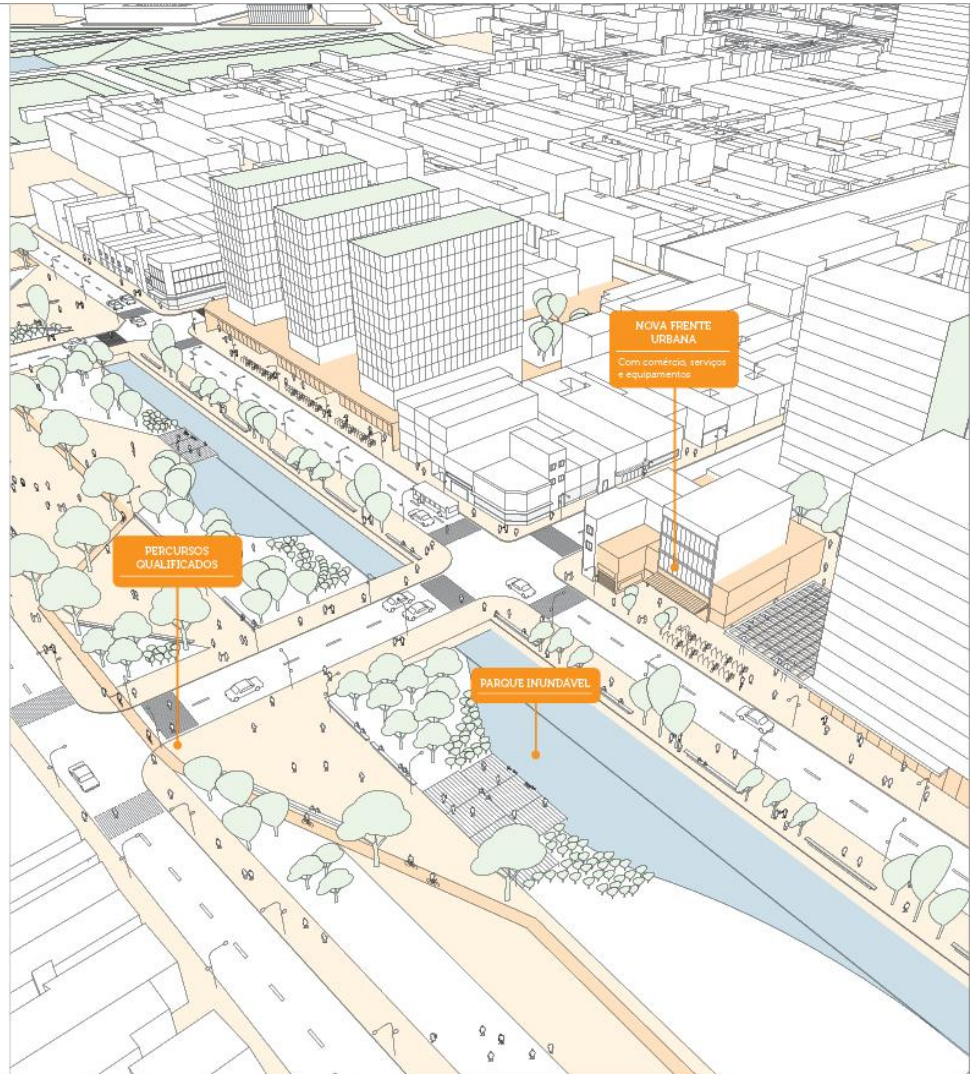 NOVA FRENTE
URBANA
Com comércio, serviços
e equipamentos
PERCURSOS
QUALIFICADOS
PARQUE INUNDÁVEL